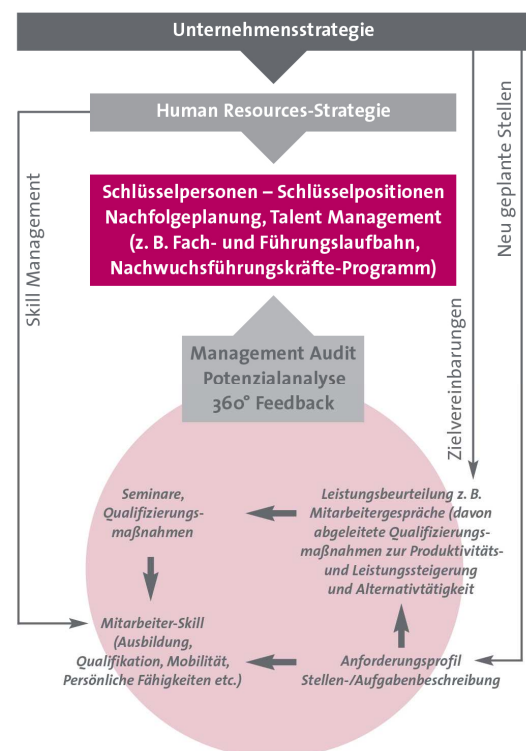 Unternehmensstrategie
Human Resources-Strategie
Schlüsselpersonen – Schlüsselpositionen
Nachfolgeplanung, Talent Management
(z. B. Fach- und Führungslaufbahn,
Nachwuchsführungskräfte-Programm)
Skill Management
Zielvereinbarungen
Neu geplante Stellen
Management Audit
Potenzialanalyse
360° Feedback
Seminare,
Qualifizierungs-
maßnahmen
Leistungsbeurteilung z. B.
Mitarbeitergespräche (davon
abgeleitete Qualifizierungs-
maßnahmen zur Produktivitäts-
und Leistungssteigerung
und Alternativtätigkeit
Mitarbeiter-Skill
(Ausbildung,
Qualifikation, Mobilität,
Persönliche Fähigkeiten etc.)
Anforderungsprofil
Stellen-/Aufgabenbeschreibung